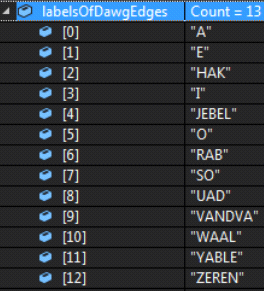 labelsOfDawgEdges Count = 13
[0] "A"
[1] "E"
[2] "HAK"
[3] "I"
[4] "JEBEL"
[5] "O"
[6] "RAB"
[7] "SO"
[8] "UAD"
[9] "VANDVA"
[10] "WAAL"
[11] "YABLE"
[12] "ZEREN"